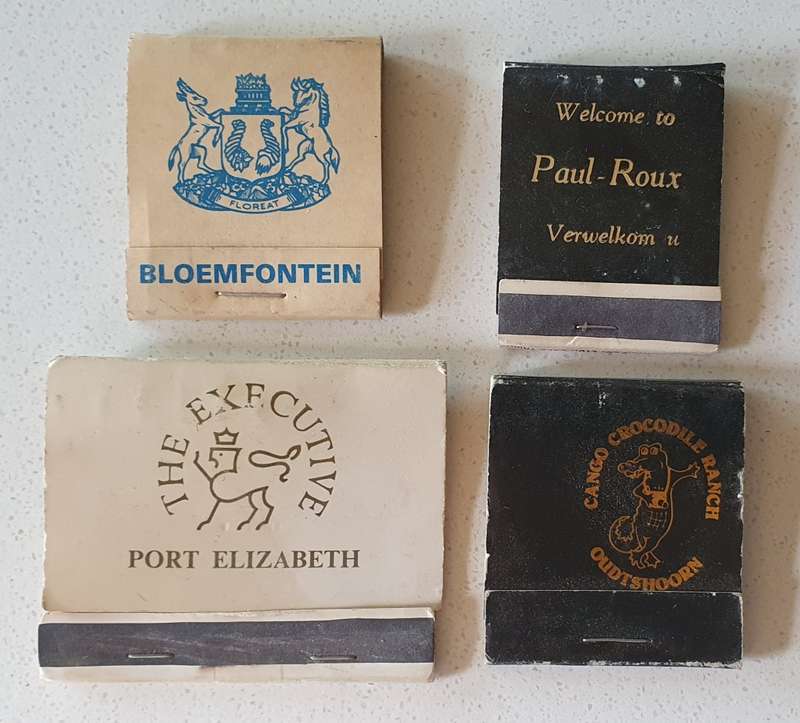 FLOREAT
BLOEMFONTEIN
Welcome to
Paul-Roux
Verwelkom u
THE EXECUTIVE
PORT ELIZABETH
CANGO CROCODILE RANCH
OUDTSHOORN